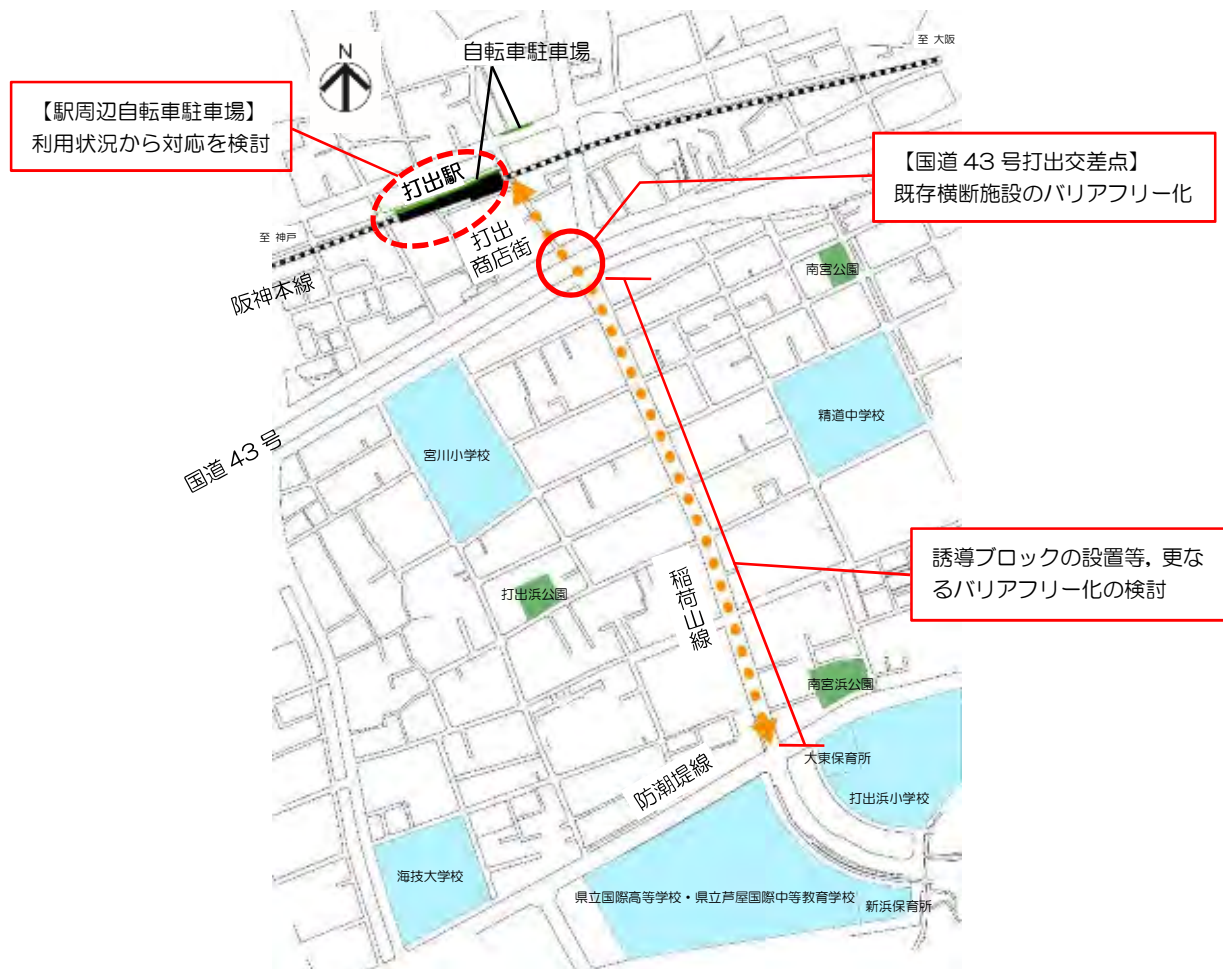 至 大阪
N
自転車駐車場
【駅周辺自転車駐車場】
利用状況から対応を検討
【国道 43 号打出交差点】
既存横断施設のバリアフリー化
打出駅
至 神戸
打出
商店街
南宮公園
阪神本線
精道中学校
国道 43 号
宮川小学校
誘導ブロックの設置等，更な
るバリアフリー化の検討
打出浜公園
稲荷山線
南宮浜公園
大東保育所
防潮堤線
打出浜小学校
海技大学校
県立国際高等学校・県立芦屋国際中等教育学校
新浜保育所